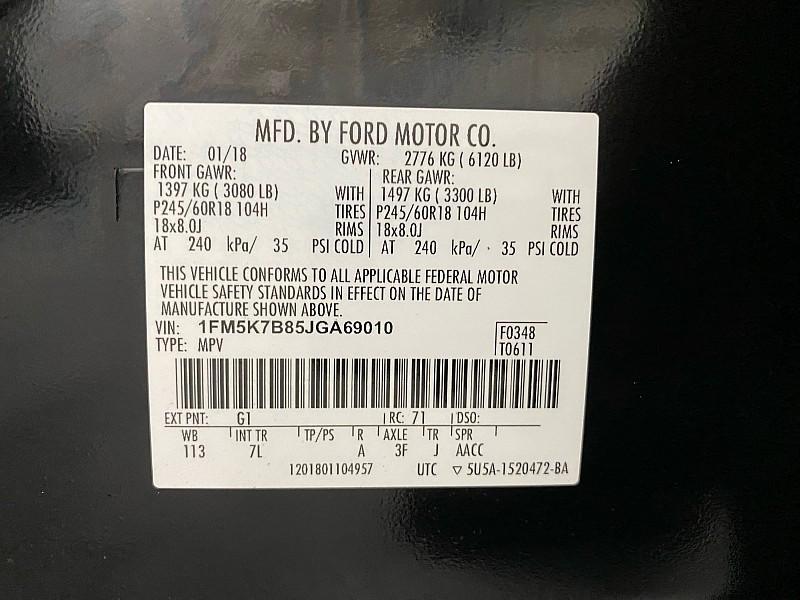 MFD. BY FORD MOTOR CO.
DATE: 01/18 GVWR: 2776 KG ( 6120 LB)
FRONT GAWR: REAR GAWR:
1397 KG ( 3080 LB) WITH 1497 KG ( 3300 LB) WITH
P245/60R18 104H TIRES P245/60R18 104H TIRES
18x8.0J RIMS 18x8.0J RIMS
AT 240 kPa/ 35 PSI COLD AT 240 kPa/ 35 PSI COLD
THIS VEHICLE CONFORMS TO ALL APPLICABLE FEDERAL MOTOR
VEHICLE SAFETY STANDARDS IN EFFECT ON THE DATE OF
MANUFACTURE SHOWN ABOVE.
VIN: 1FM5K7B85JGA69010 F0348
TYPE: MPV T0611
EXT PNT: G1 RC: 71 DSO:
WB INT TR TP/PS R AXLE TR SPR
113 7L A 3F J AACC
1201801104957 UTC ▽ 5U5A-1520472-BA